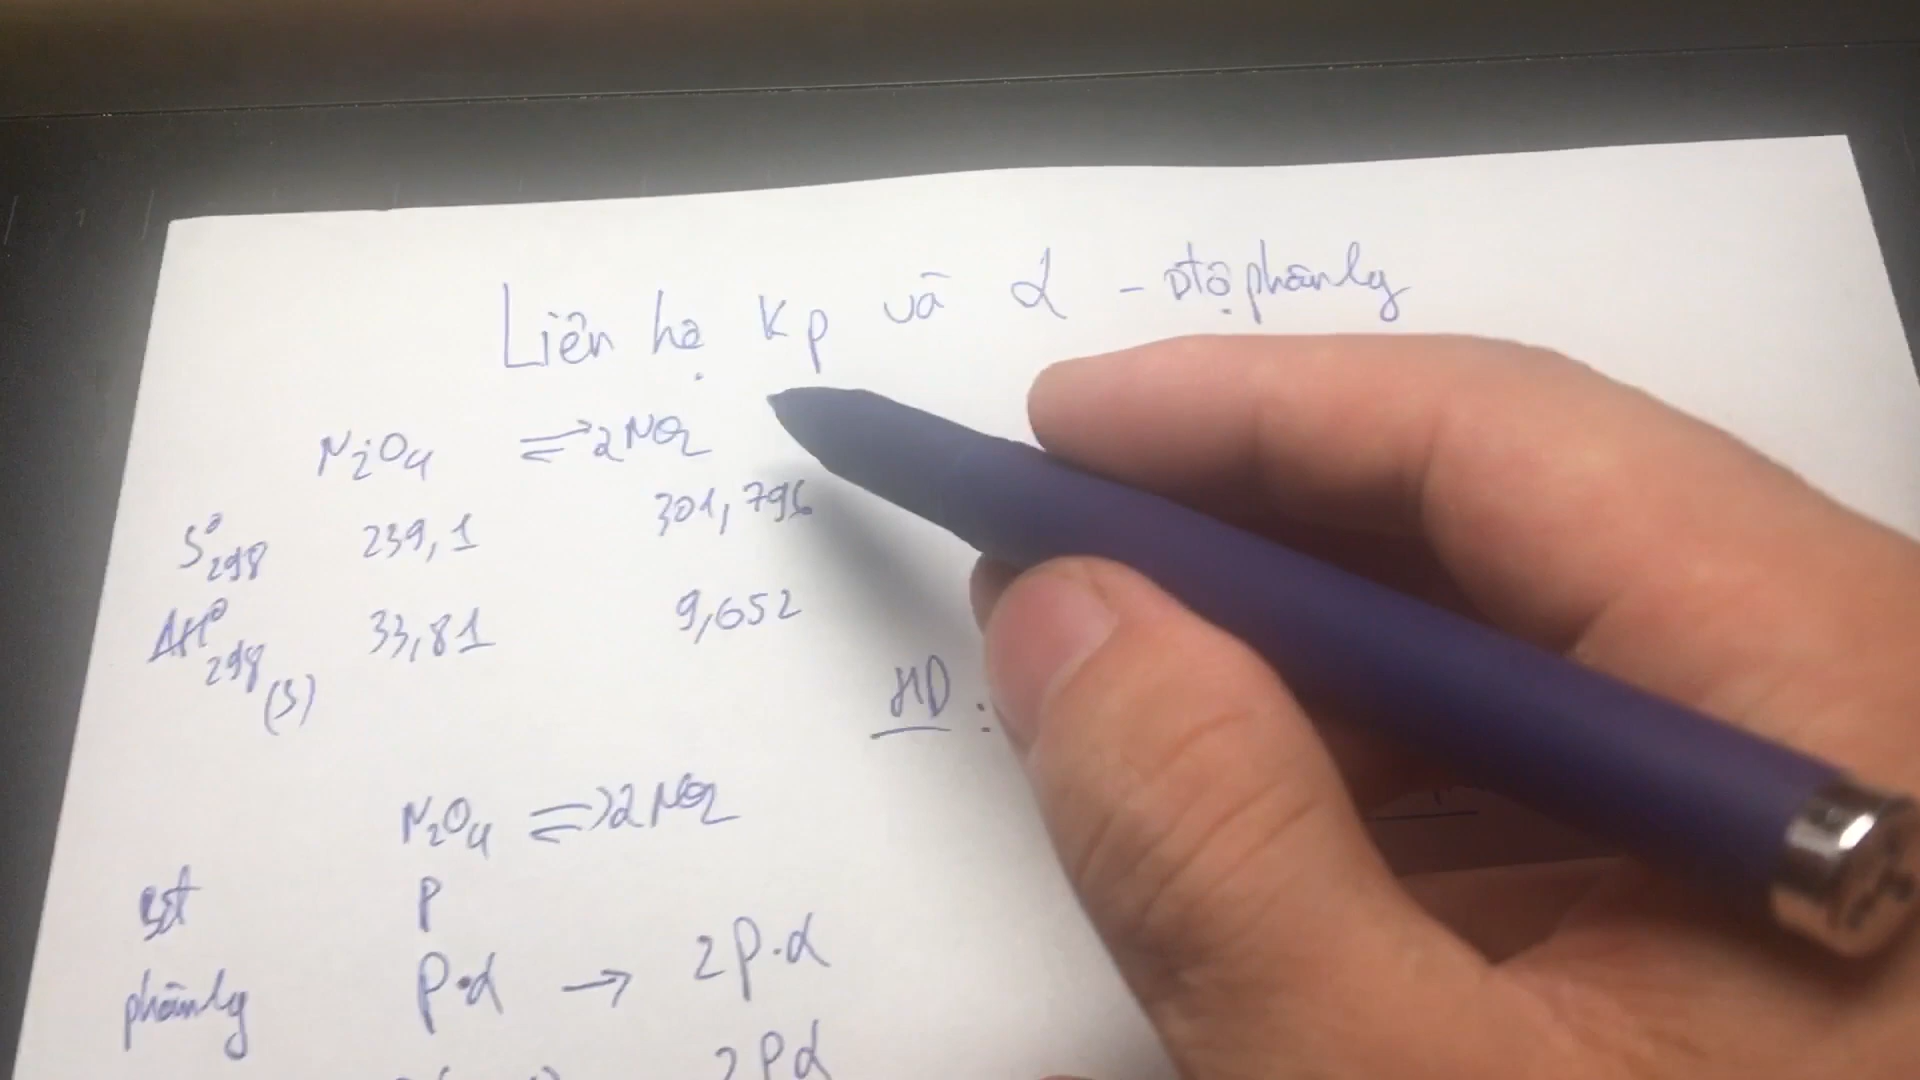 Liên hệ Kp và α - Độ phân ly
N2O4 ⇌ 2NO2
S°298 239,1 301,796
ΔH°298 (S) 33,81 9,652
HD :
N2O4 ⇌ 2NO2
Bđ P
phân ly P.α → 2P.α
2Pα